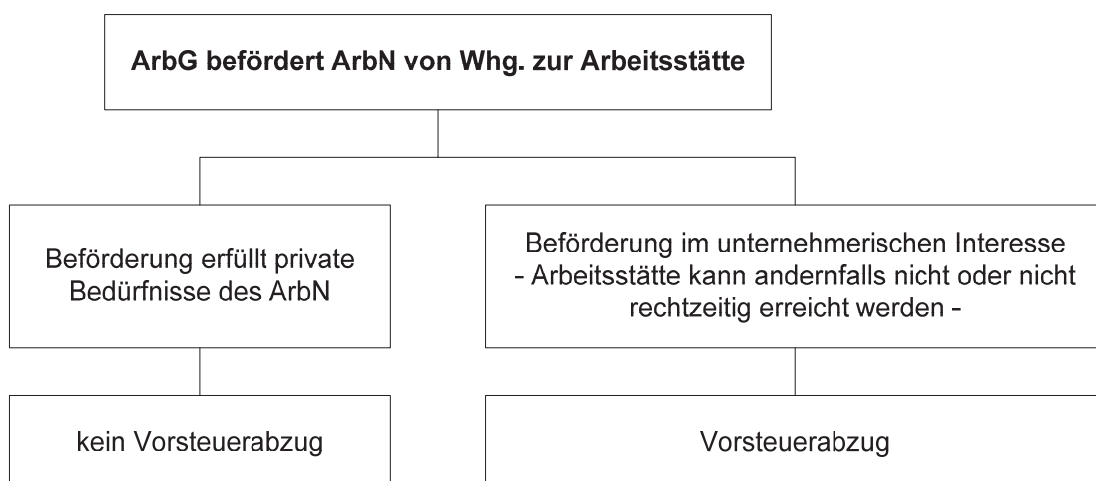 ArbG befördert ArbN von Whg. zur Arbeitsstätte
Beförderung erfüllt private
Bedürfnisse des ArbN
Beförderung im unternehmerischen Interesse
- Arbeitsstätte kann andernfalls nicht oder nicht
rechtzeitig erreicht werden -
kein Vorsteuerabzug
Vorsteuerabzug